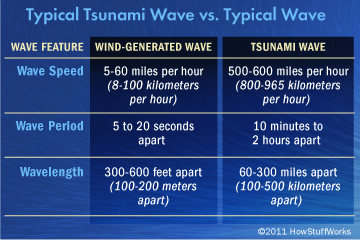 Typical Tsunami Wave vs. Typical Wave
WAVE FEATURE WIND-GENERATED WAVE TSUNAMI WAVE
Wave Speed 5-60 miles per hour 500-600 miles per hour
(8-100 kilometers (800-965 kilometers
per hour) per hour)
Wave Period 5 to 20 seconds 10 minutes to
apart 2 hours apart
Wavelength 300-600 feet apart 60-300 miles apart
(100-200 meters (100-500 kilometers
apart) apart)
©2011 HowStuffWorks